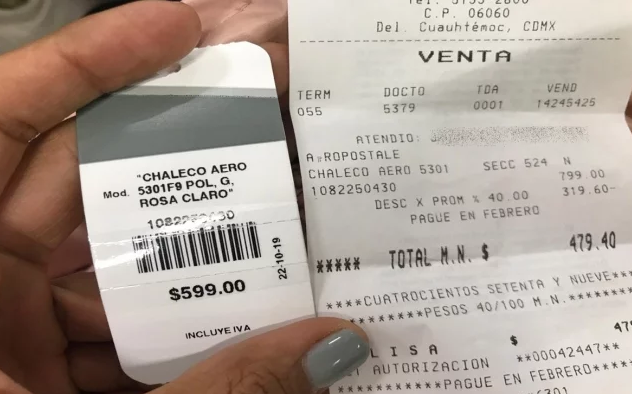 "CHALECO AERO
Mod. 5301F9 POL, G,
ROSA CLARO"
22-10-19
$599.00
INCLUYE IVA
C.P. 06060
Del. Cuauhtémoc, CDMX
VENTA
TERM DOCTO TDA VEND
055 5379 0001 14245425
ATENDIO:
CHALECO AERO 5301 SECC 524 N
1082250430 799.00
DESC X PROM % 40.00 319.60-
PAGUE EN FEBRERO
***** TOTAL M.N. $ 479.40
****CUATROCIENTOS SETENTA Y NUEVE***
********PESOS 40/100 M.N.********
$ 47
AUTORIZACION **00042447**
**********PAGUE EN FEBRERO****